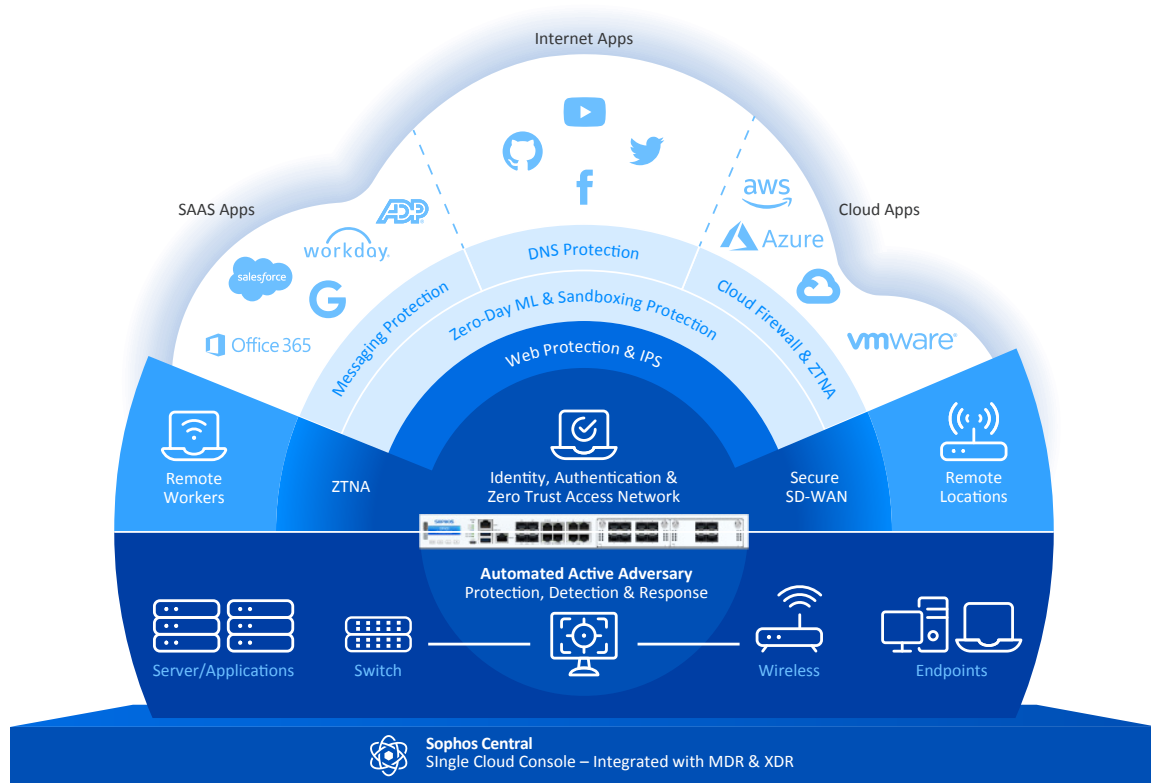 Internet Apps
SAAS Apps
Cloud Apps
ADP
workday.
salesforce
G
Office 365
f
aws
Azure
vmware®
DNS Protection
Messaging Protection
Zero-Day ML & Sandboxing Protection
Cloud Firewall & ZTNA
Web Protection & IPS
Remote
Workers
ZTNA
Identity, Authentication &
Zero Trust Access Network
Secure
SD-WAN
Remote
Locations
SOPHOS
Automated Active Adversary
Protection, Detection & Response
Server/Applications
Switch
Wireless
Endpoints
Sophos Central
SIngle Cloud Console – Integrated with MDR & XDR